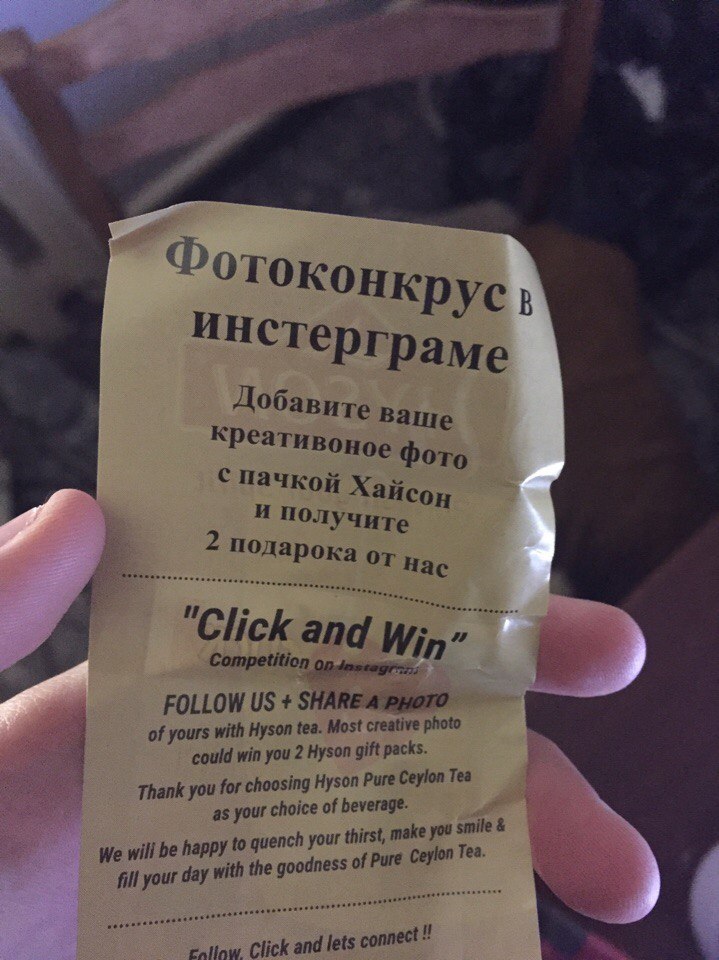 Фотоконкрус в
инстерграме
Добавите ваше
креативоное фото
с пачкой Хайсон
и получите
2 подарока от нас
"Click and Win”
Competition on Instagram
FOLLOW US + SHARE A PHOTO
of yours with Hyson tea. Most creative photo
could win you 2 Hyson gift packs.
Thank you for choosing Hyson Pure Ceylon Tea
as your choice of beverage.
We will be happy to quench your thirst, make you smile &
fill your day with the goodness of Pure Ceylon Tea.
Follow, Click and lets connect !!